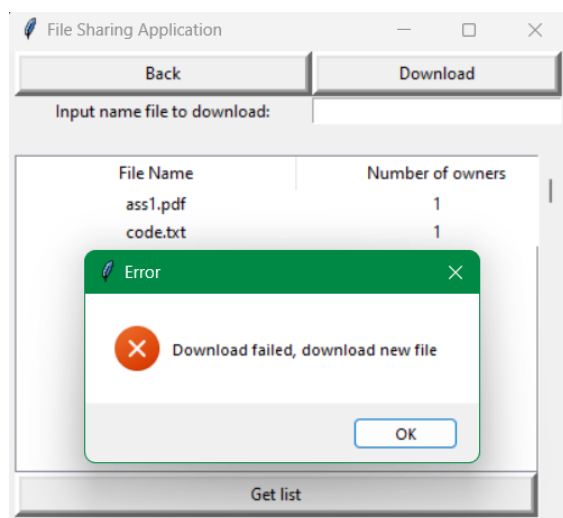 File Sharing Application
Back Download
Input name file to download:
File Name Number of owners
ass1.pdf 1
code.txt 1
Error
Download failed, download new file
OK
Get list